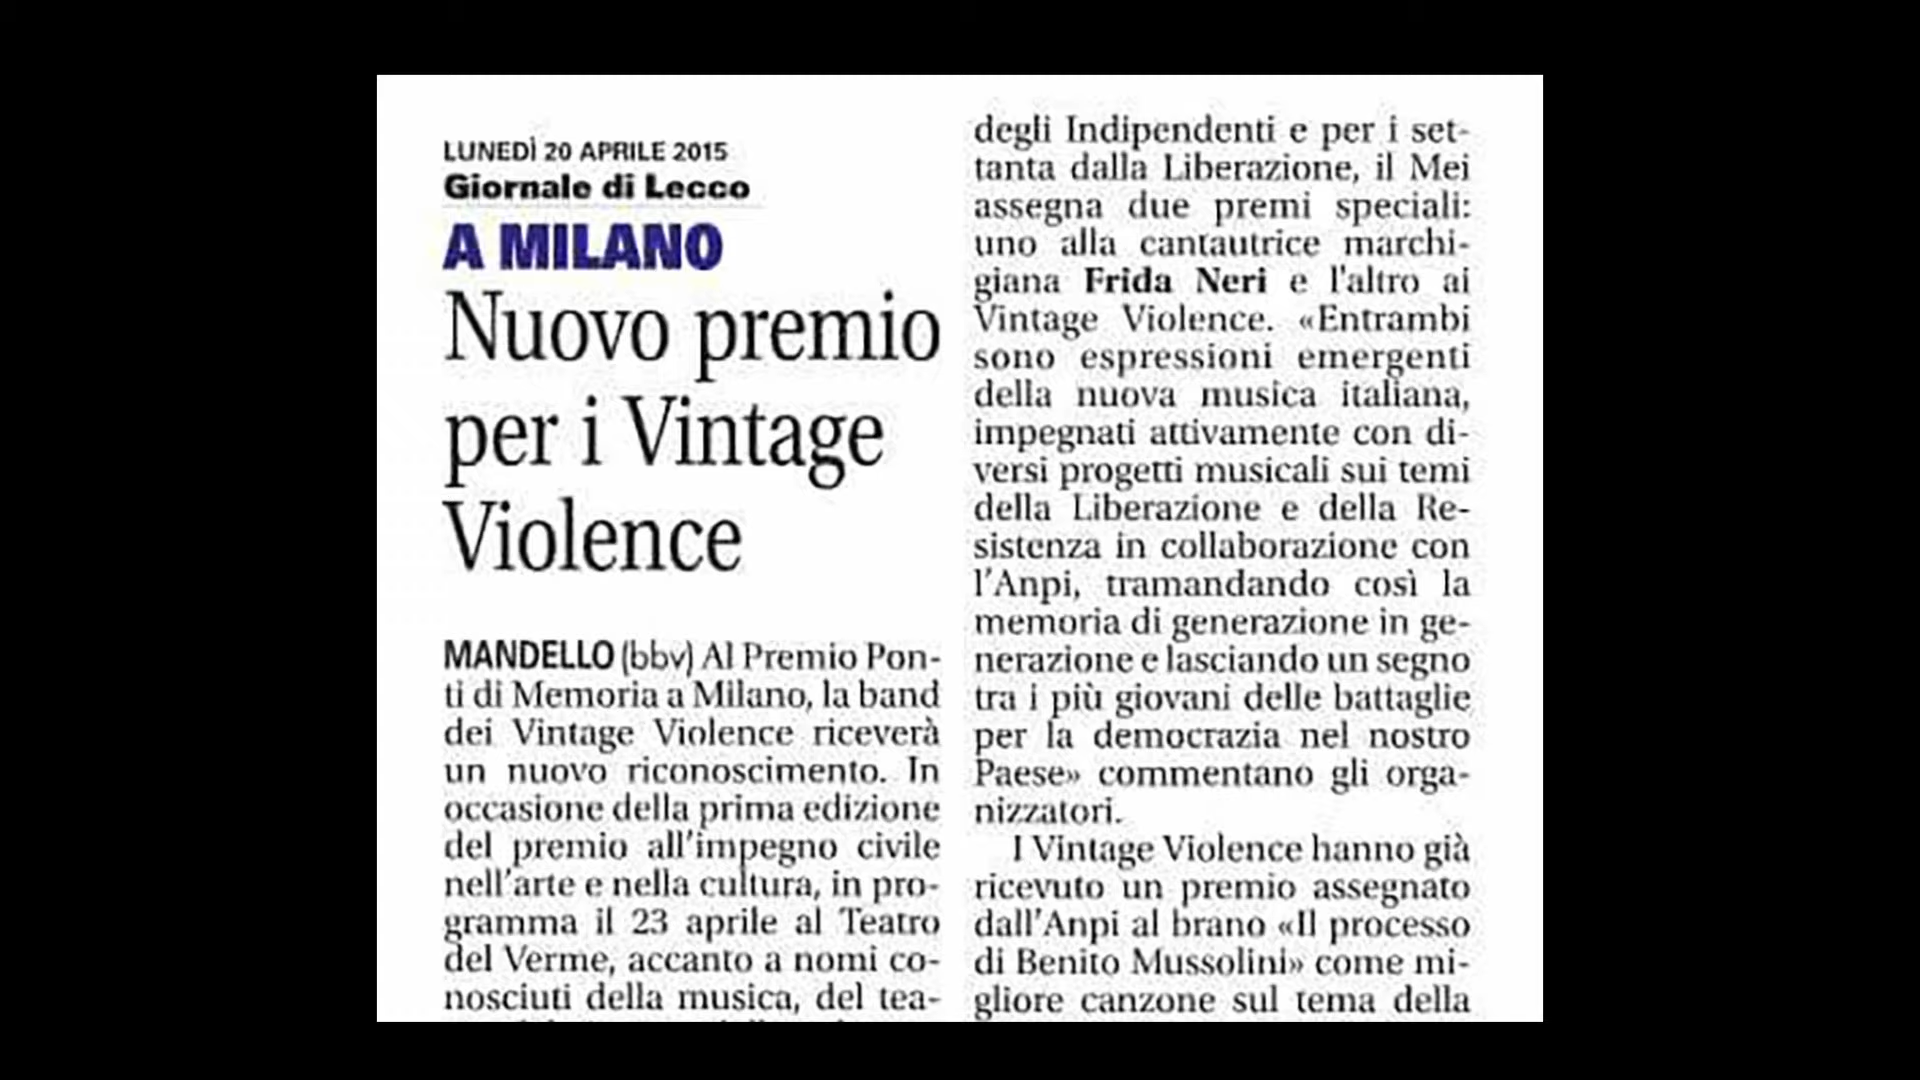 LUNEDÌ 20 APRILE 2015
Giornale di Lecco
A MILANO
Nuovo premio
per i Vintage
Violence
MANDELLO (bbv) Al Premio Pon-
ti di Memoria a Milano, la band
dei Vintage Violence riceverà
un nuovo riconoscimento. In
occasione della prima edizione
del premio all'impegno civile
nell'arte e nella cultura, in pro-
gramma il 23 aprile al Teatro
del Verme, accanto a nomi co-
nosciuti della musica, del tea-
degli Indipendenti e per i set-
tanta dalla Liberazione, il Mei
assegna due premi speciali:
uno alla cantautrice marchi-
giana Frida Neri e l'altro ai
Vintage Violence. «Entrambi
sono espressioni emergenti
della nuova musica italiana,
impegnati attivamente con di-
versi progetti musicali sui temi
della Liberazione e della Re-
sistenza in collaborazione con
l'Anpi, tramandando così la
memoria di generazione in ge-
nerazione e lasciando un segno
tra i più giovani delle battaglie
per la democrazia nel nostro
Paese» commentano gli orga-
nizzatori.
I Vintage Violence hanno già
ricevuto un premio assegnato
dall'Anpi al brano «Il processo
di Benito Mussolini» come mi-
gliore canzone sul tema della